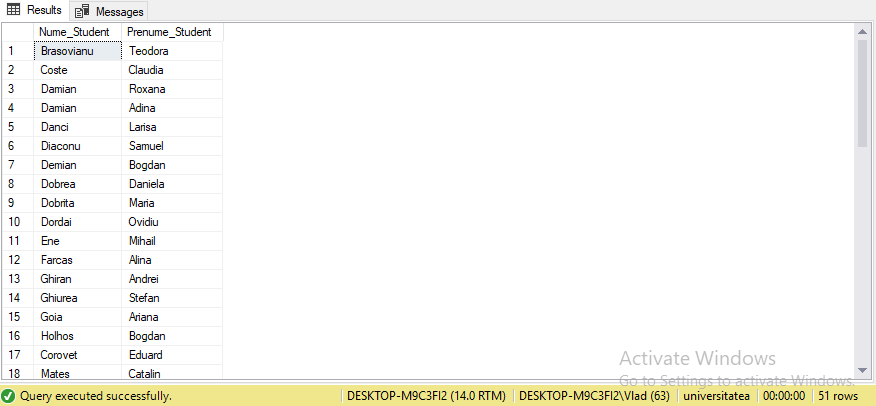 Results Messages
Nume_Student Prenume_Student
1 Brasovianu Teodora
2 Coste Claudia
3 Damian Roxana
4 Damian Adina
5 Danci Larisa
6 Diaconu Samuel
7 Demian Bogdan
8 Dobrea Daniela
9 Dobrita Maria
10 Dordai Ovidiu
11 Ene Mihail
12 Farcas Alina
13 Ghiran Andrei
14 Ghiurea Stefan
15 Goia Ariana
16 Holhos Bogdan
17 Corovet Eduard
18 Mates Catalin
Activate Windows
Go to Settings to activate Windows.
Query executed successfully. DESKTOP-M9C3FI2 (14.0 RTM) DESKTOP-M9C3FI2\Vlad (63) universitatea 00:00:00 51 rows